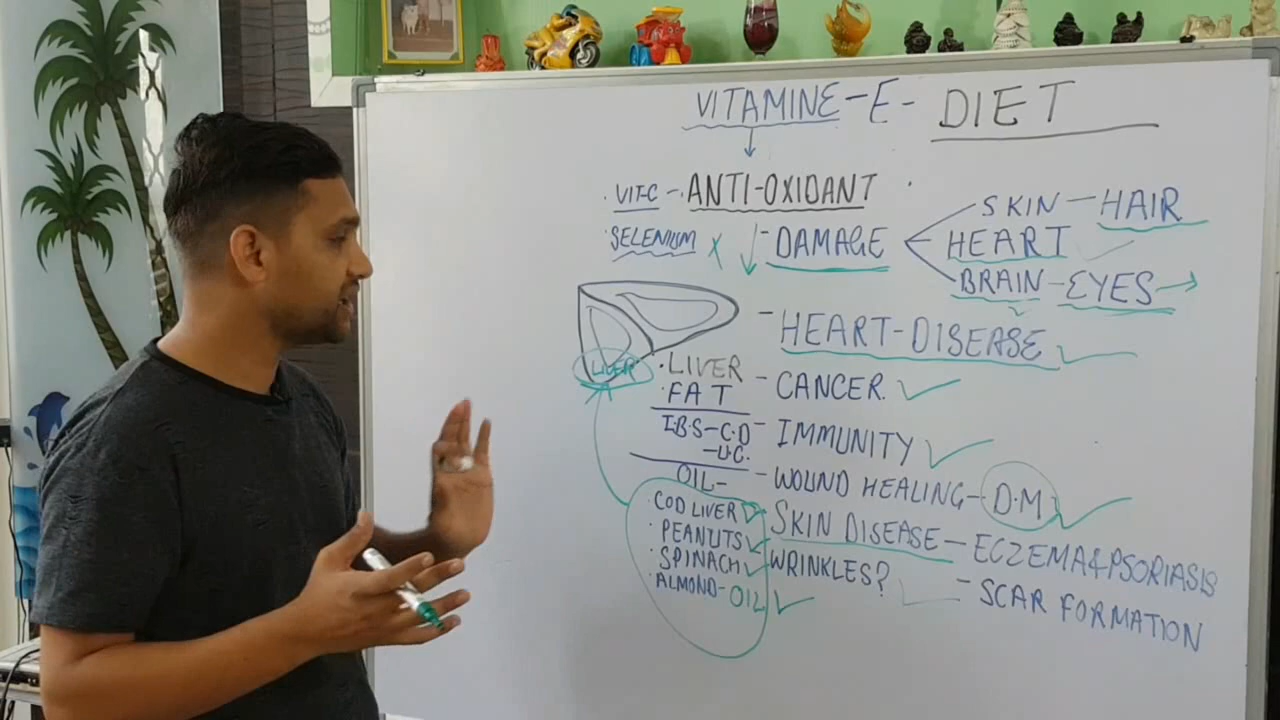 VITAMINE-E- DIET
VIT-C - ANTI-OXIDANT
SELENIUM X ↓ - DAMAGE
SKIN - HAIR
HEART
BRAIN - EYES →
- HEART-DISEASE
LIVER
LIVER
FAT - CANCER.
I.B.S-C.D - IMMUNITY
-U.C.
OIL- - WOUND HEALING - D.M
COD LIVER SKIN DISEASE - ECZEMA & PSORIASIS
PEANUTS
SPINACH WRINKLES?
ALMOND- OIL - SCAR FORMATION